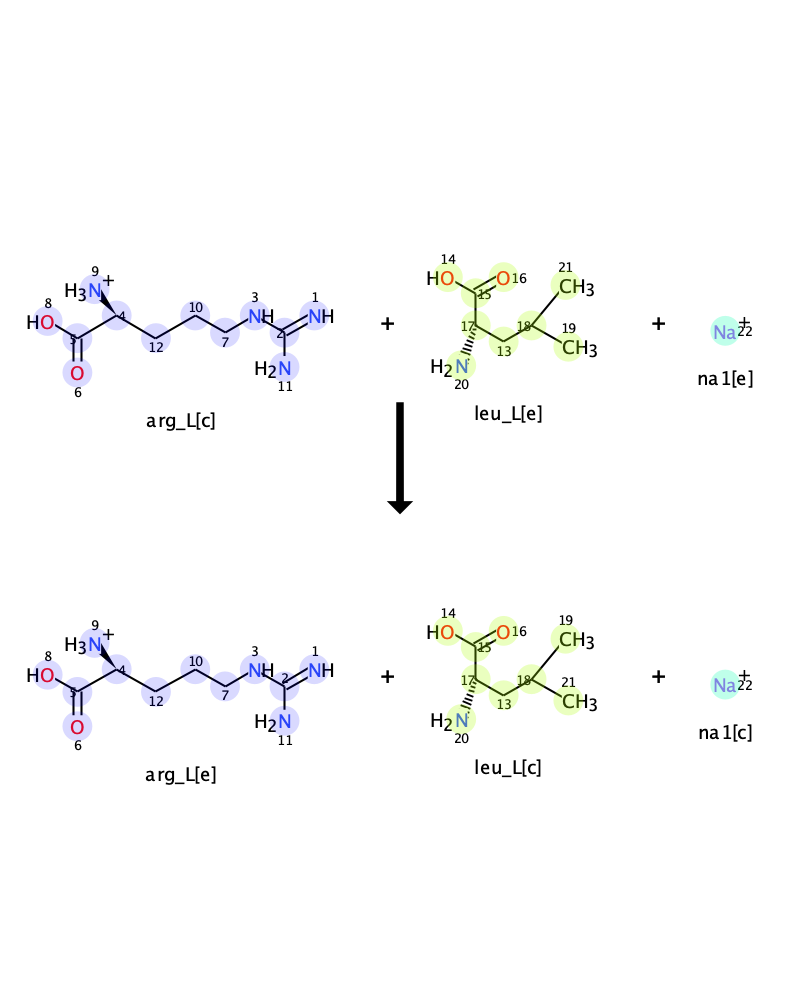 9
H3N+
8
HO
5
4
O
6
12
10
7
3
NH
2
1
NH
H2N
11
arg_L[c]
+
14
HO
15
O 16
17
H2N
20
13
18
21
CH3
19
CH3
leu_L[e]
+
Na+
22
na1[e]
9
H3N+
8
HO
5
4
O
6
12
10
7
3
NH
2
1
NH
H2N
11
arg_L[e]
+
14
HO
15
O 16
17
H2N
20
13
18
19
CH3
21
CH3
leu_L[c]
+
Na+
22
na1[c]